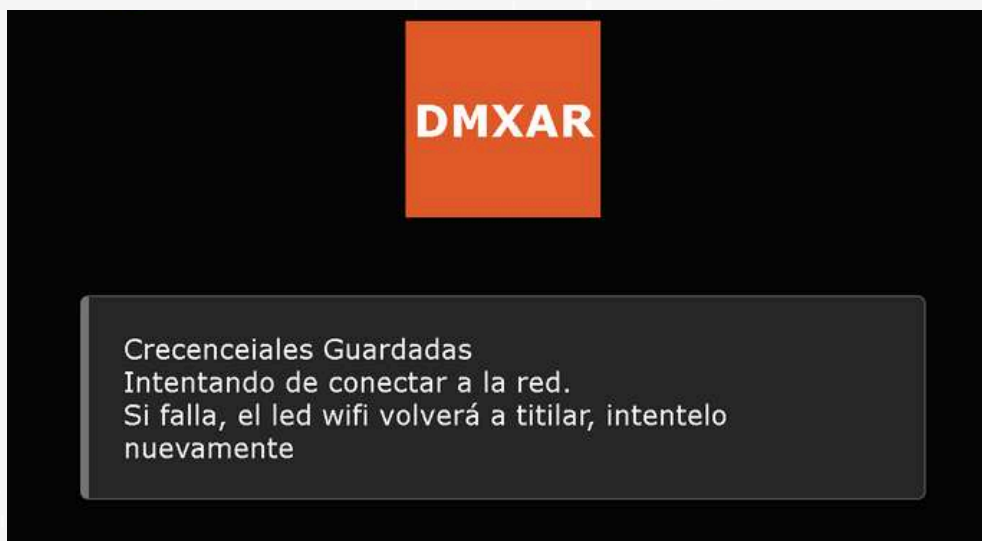 DMXAR
Crecenceiales Guardadas
Intentando de conectar a la red.
Si falla, el led wifi volverá a titilar, intentelo
nuevamente